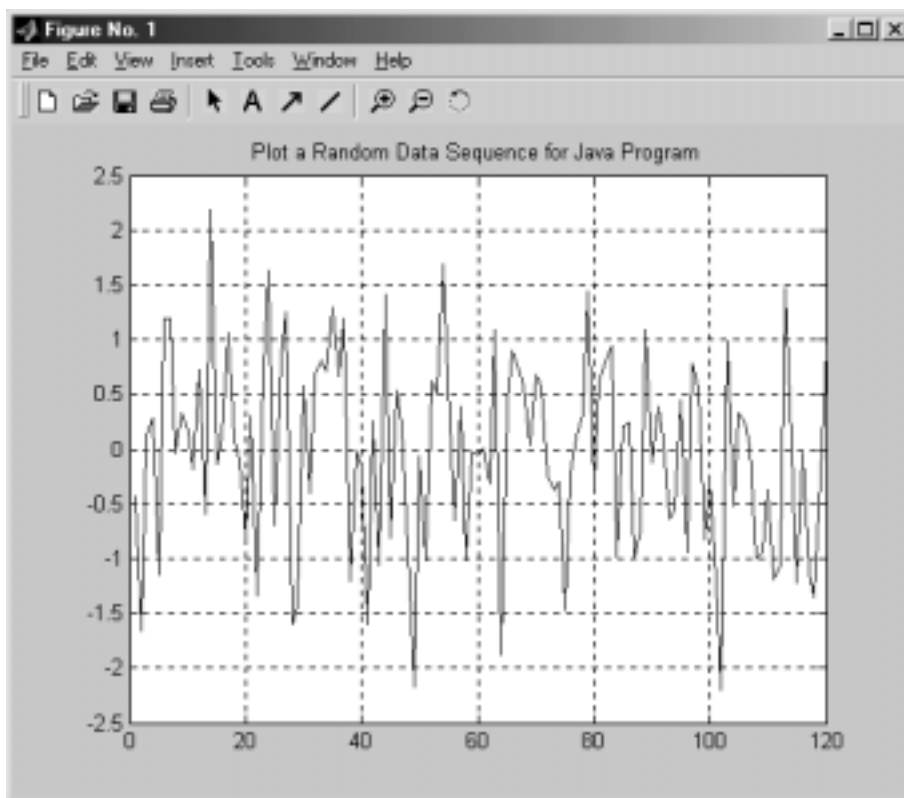 Figure No. 1
File Edit View Insert Tools Window Help
A
Plot a Random Data Sequence for Java Program
2.5
2
1.5
1
0.5
0
-0.5
-1
-1.5
-2
-2.5
0 20 40 60 80 100 120